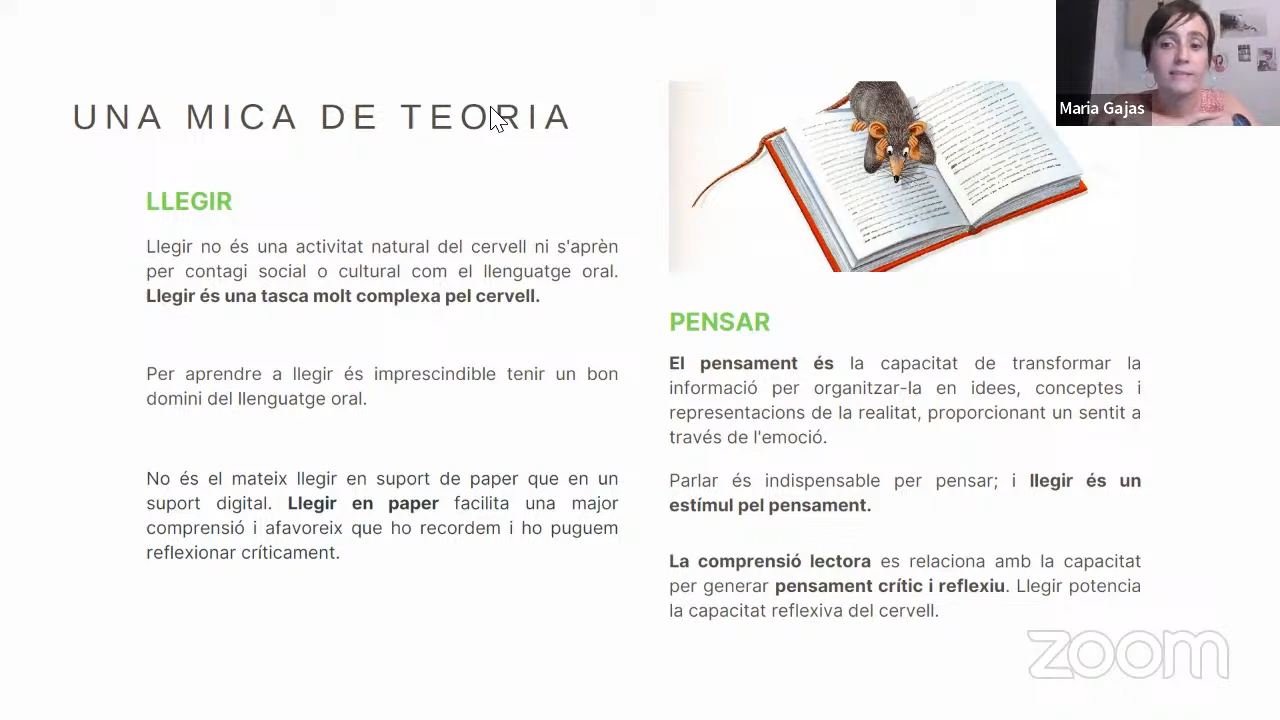 UNA MICA DE TEORIA
LLEGIR
Llegir no és una activitat natural del cervell ni s'aprèn
per contagi social o cultural com el llenguatge oral.
Llegir és una tasca molt complexa pel cervell.
Per aprendre a llegir és imprescindible tenir un bon
domini del llenguatge oral.
No és el mateix llegir en suport de paper que en un
suport digital. Llegir en paper facilita una major
comprensió i afavoreix que ho recordem i ho puguem
reflexionar críticament.
Maria Gajas
PENSAR
El pensament és la capacitat de transformar la
informació per organitzar-la en idees, conceptes i
representacions de la realitat, proporcionant un sentit a
través de l'emoció.
Parlar és indispensable per pensar; i llegir és un
estímul pel pensament.
La comprensió lectora es relaciona amb la capacitat
per generar pensament crític i reflexiu. Llegir potencia
la capacitat reflexiva del cervell.
zoom